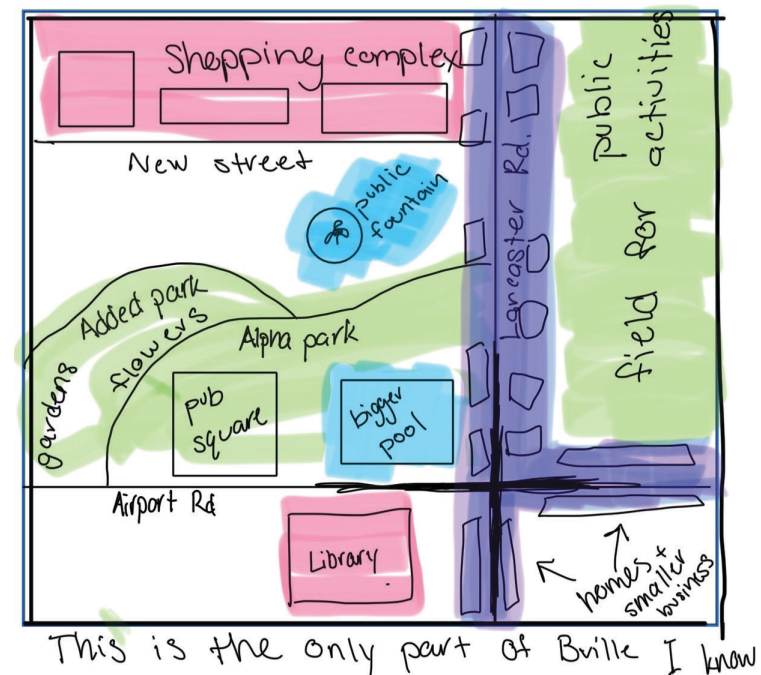 Shopping complex
public
activities
field for
New street
public
fountain
Lancaster Rd.
Added park
flowers
gardens
Alpha park
pub
square
bigger
pool
Airport Rd
Library
homes +
smaller
business
This is the only part of Bville I know